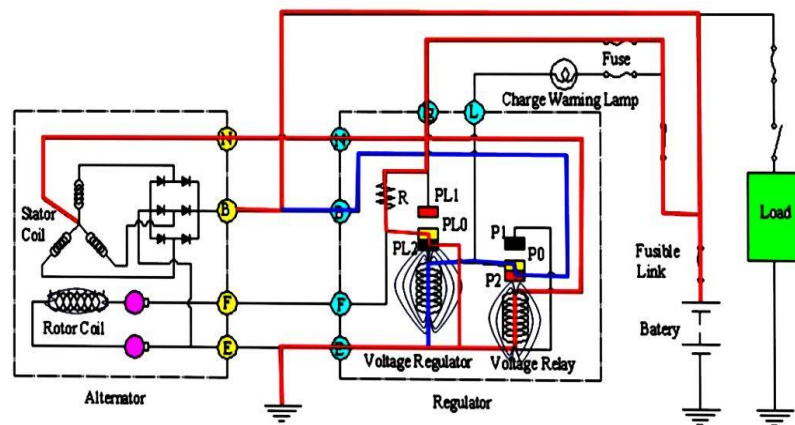 Fuse
Charge Warning Lamp
L
N
N
B
B
R
PL1
PL0
PL2
P1
P0
P2
Stator
Coil
Load
Fusible
Link
F
F
Rotor Coil
E
E
Voltage Regulator
Voltage Relay
Batery
Alternator
Regulator